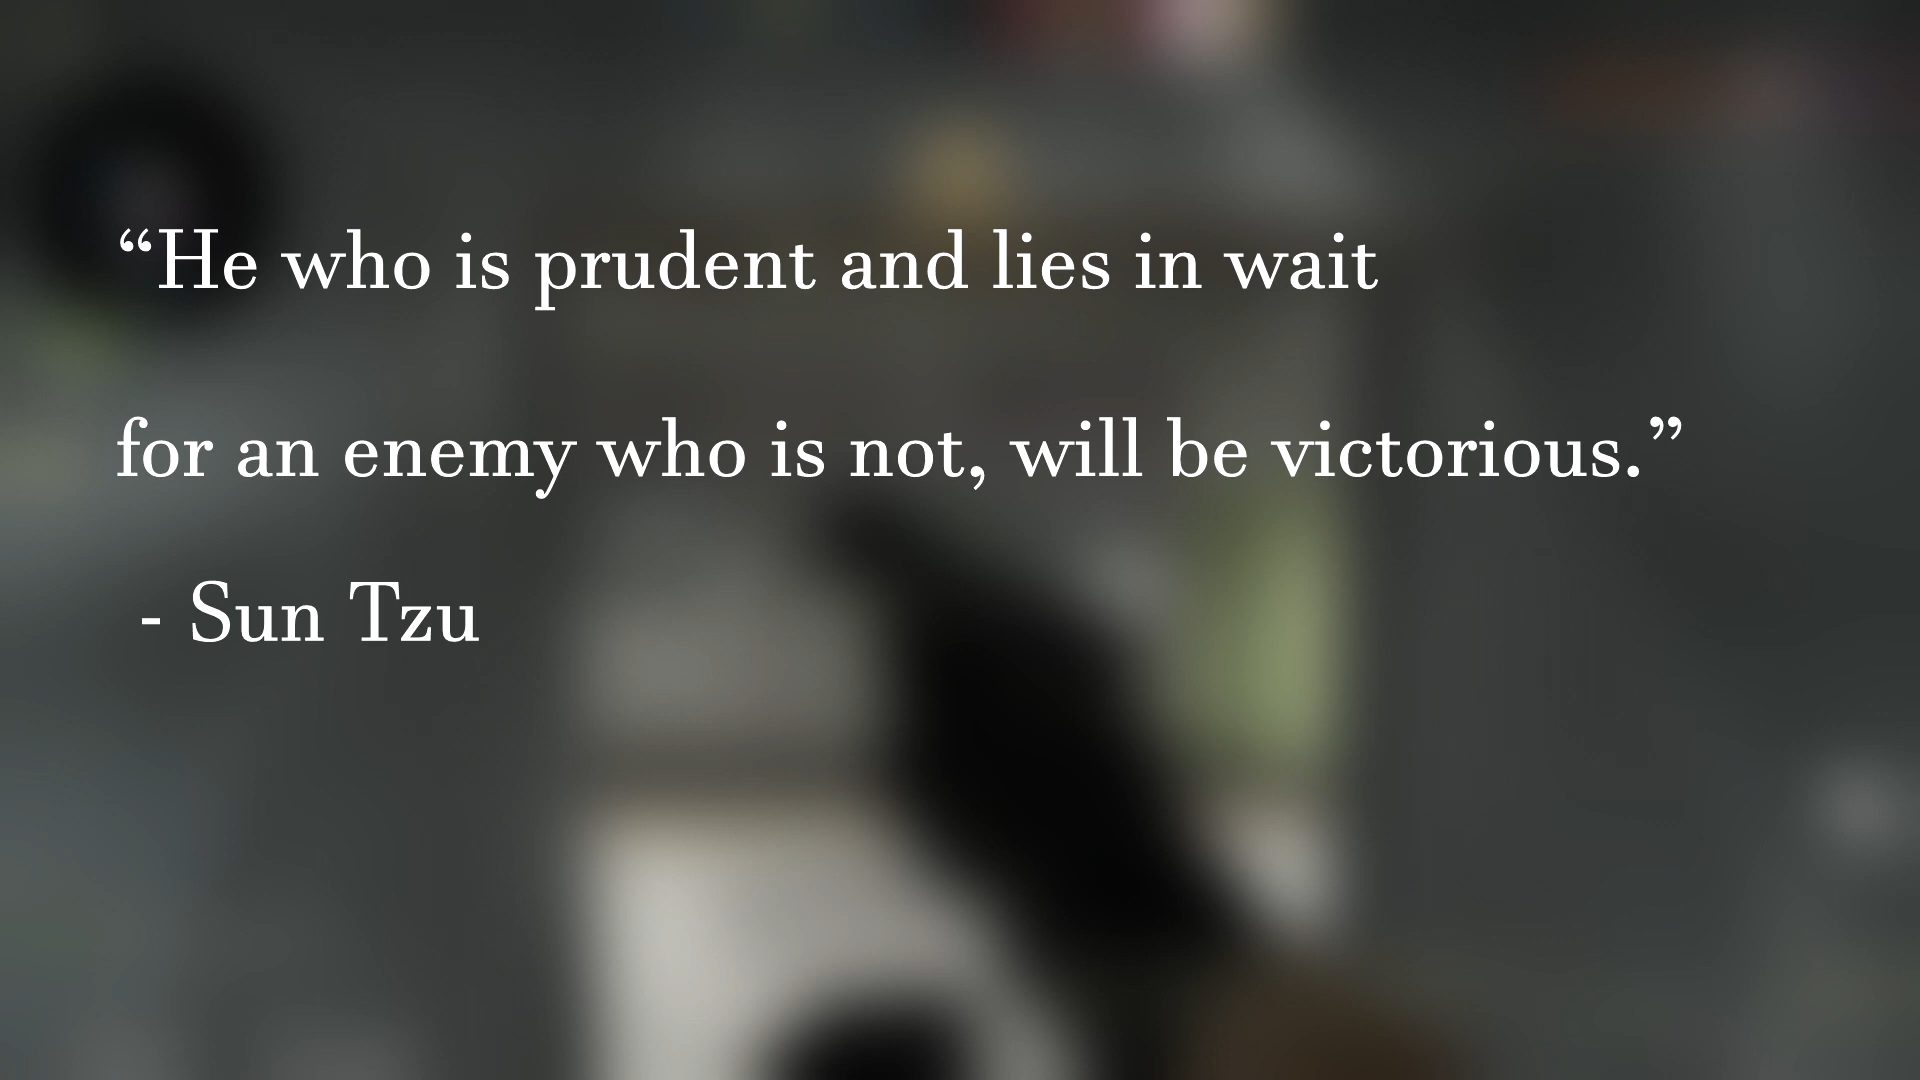 “He who is prudent and lies in wait
for an enemy who is not, will be victorious.”
- Sun Tzu